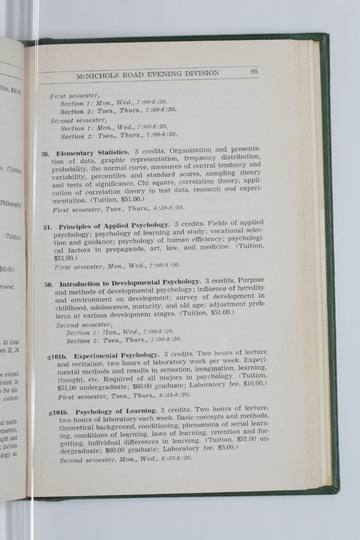 McNICHOLS ROAD EVENING DIVISION 95
First semester,
Section 1: Mon., Wed., 7:00-8:20.
Section 2: Tues., Thurs., 7:00-8:20.
Second semester,
Section 1: Mon., Wed., 7:00-8:20.
Section 2: Tues., Thurs., 7:00-8:20.
26. Elementary Statistics. 3 credits. Organization and presenta-
tion of data, graphic representation, frequency distribution,
probability, the normal curve, measures of central tendency and
variability, percentiles and standard scores, sampling theory
and tests of significance, Chi square, correlation theory, appli-
cation of correlation theory to test data, research and experi-
mentation. (Tuition, $51.00.)
First semester, Tues., Thurs., 8:30-9:50.
31. Principles of Applied Psychology. 3 credits. Fields of applied
psychology; psychology of learning and study; vocational selec-
tion and guidance; psychology of human efficiency; psychologi-
cal factors in propaganda, art, law, and medicine. (Tuition,
$51.00.)
First semester, Mon., Wed., 7:00-8:20.
50. Introduction to Developmental Psychology. 3 credits. Purpose
and methods of developmental psychology; influence of heredity
and environment on development; survey of development in
childhood, adolescence, maturity, and old age; adjustment prob-
lems at various development stages. (Tuition, $51.00.)
Second semester,
Section 1: Mon., Wed., 7:00-8:20.
Section 2: Tues., Thurs., 7:00-8:20.
g101b. Experimental Psychology. 3 credits. Two hours of lecture
and recitation, two hours of laboratory work per week. Experi-
mental methods and results in sensation, imagination, learning,
thought, etc. Required of all majors in psychology. (Tuition,
$51.00 undergraduate; $60.00 graduate; Laboratory fee, $10.00.)
First semester, Tues., Thurs., 6:35-8:20.
g104b. Psychology of Learning. 3 credits. Two hours of lecture,
two hours of laboratory each week. Basic concepts and methods,
theoretical background, conditioning, phenomena of serial learn-
ing, conditions of learning, laws of learning, retention and for-
getting, individual differences in learning. (Tuition, $51.00 un-
dergraduate; $60.00 graduate; Laboratory fee, $5.00.)
Second semester, Mon., Wed., 6:35-8:20.